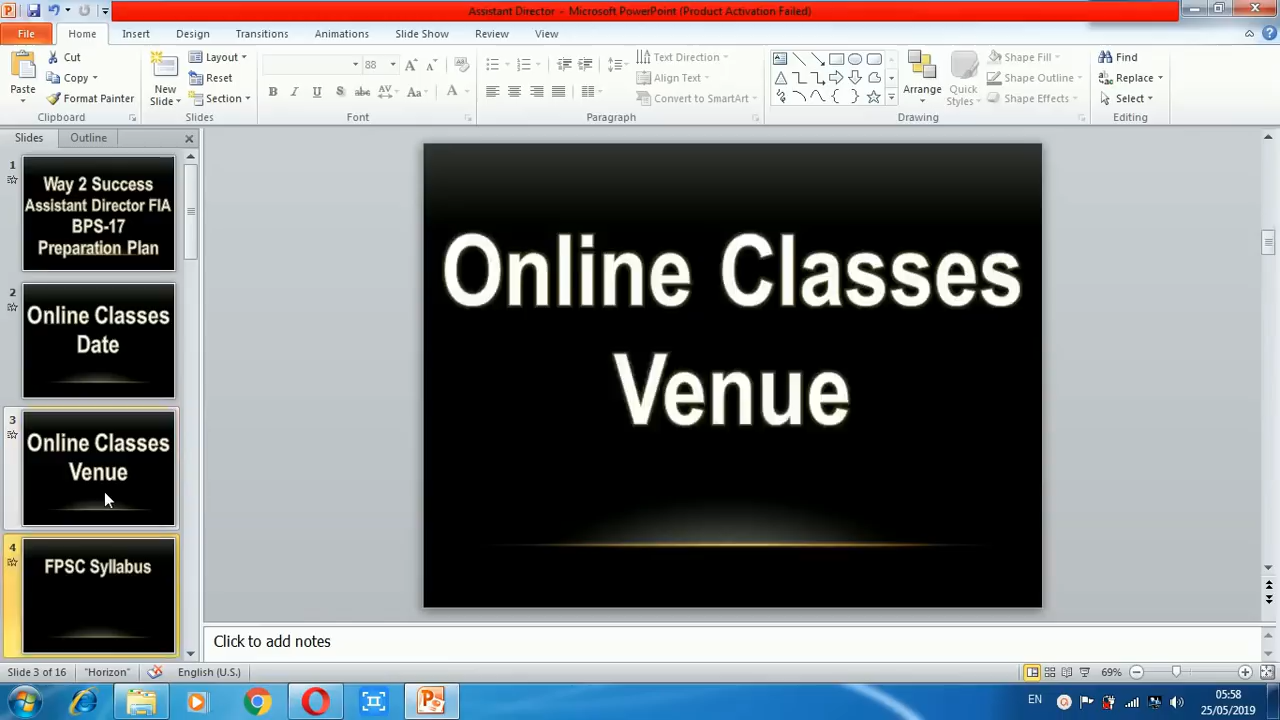 Assistant Director - Microsoft PowerPoint (Product Activation Failed)
File Home Insert Design Transitions Animations Slide Show Review View
Paste
Cut
Copy
Format Painter
Clipboard
New Slide
Layout
Reset
Section
Slides
88
Font
Text Direction
Align Text
Convert to SmartArt
Paragraph
Arrange
Quick Styles
Shape Fill
Shape Outline
Shape Effects
Drawing
Find
Replace
Select
Editing
Slides Outline
1
Way 2 Success
Assistant Director FIA
BPS-17
Preparation Plan
2
Online Classes
Date
3
Online Classes
Venue
4
FPSC Syllabus
Online Classes
Venue
Click to add notes
Slide 3 of 16 "Horizon" English (U.S.) 69%
EN
05:58
25/05/2019